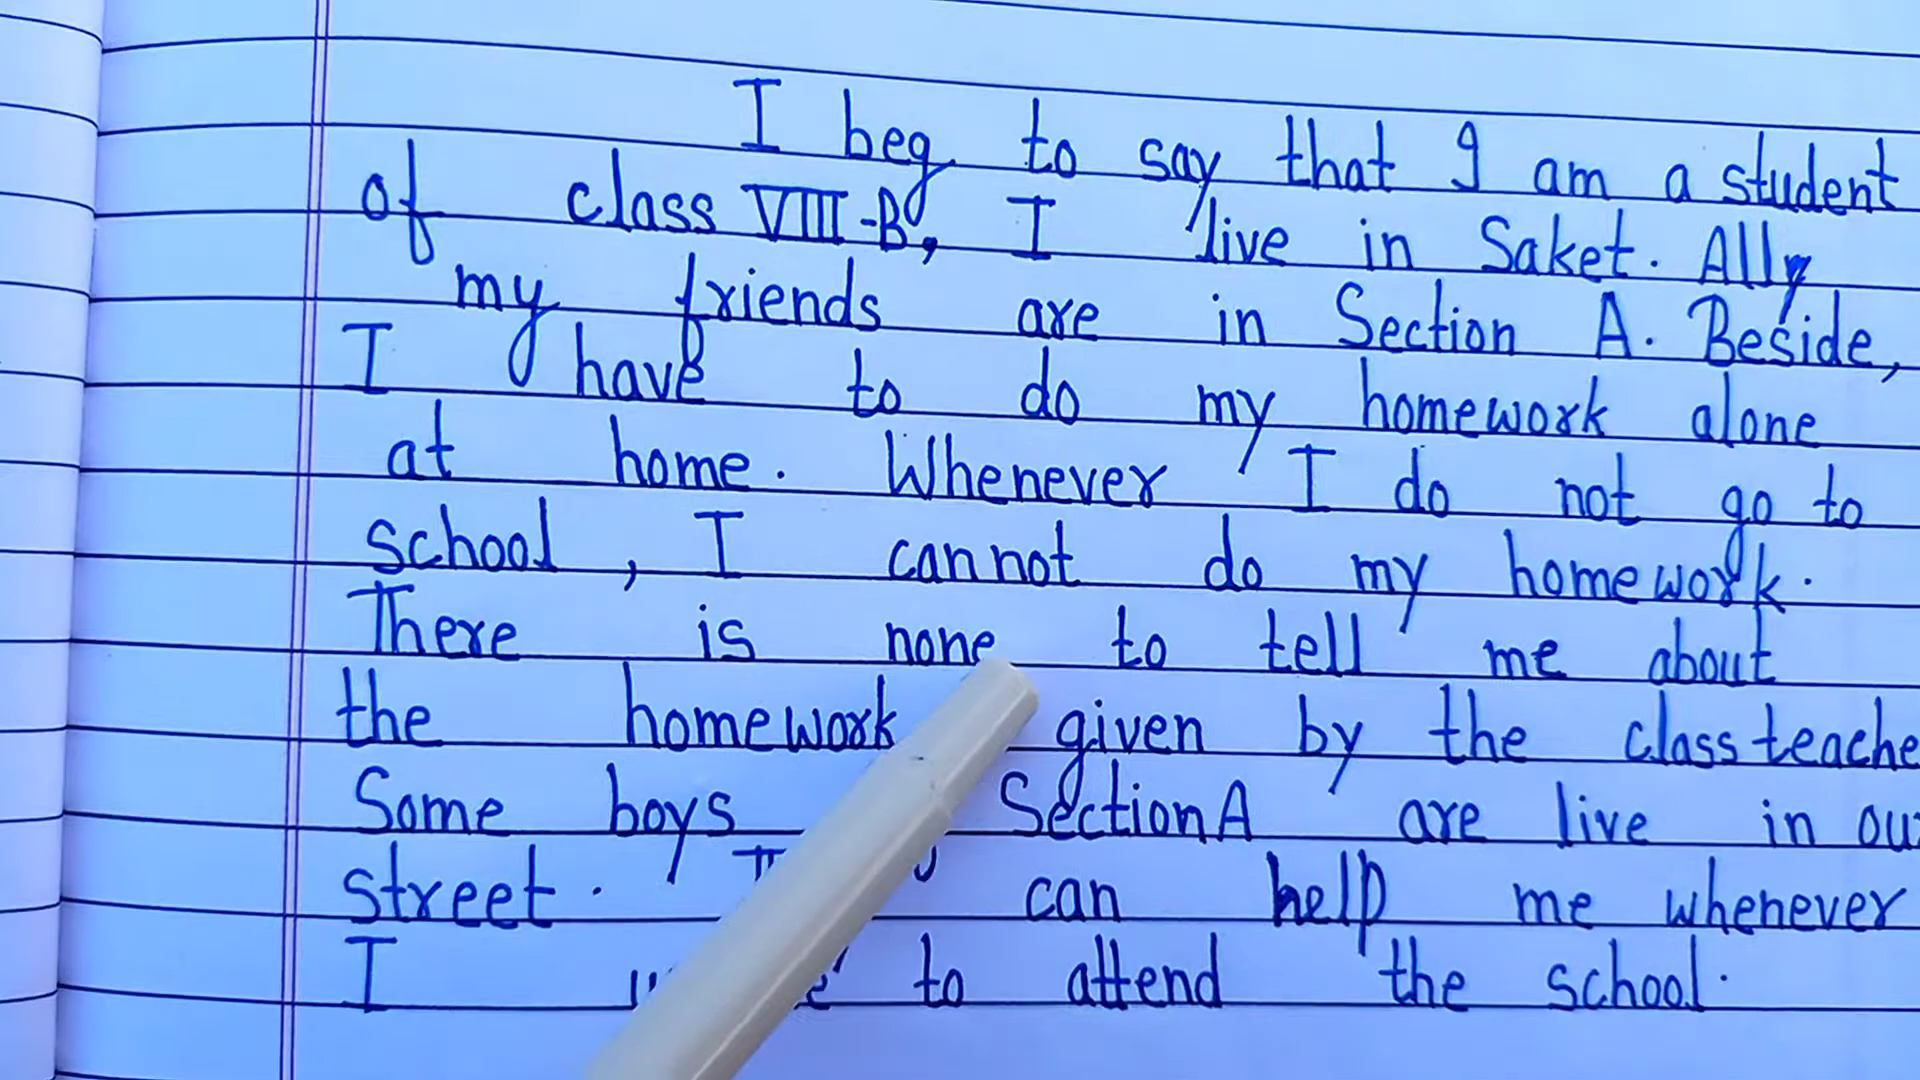 I beg to say that I am a student
of class VIII-B, I live in Saket. Ally
my friends are in Section A. Beside,
I have to do my homework alone
at home. Whenever I do not go to
school, I cannot do my homework.
There is none to tell me about
the homework given by the class teache
Some boys Section A are live in ou
street. can help me whenever
I to attend the school.